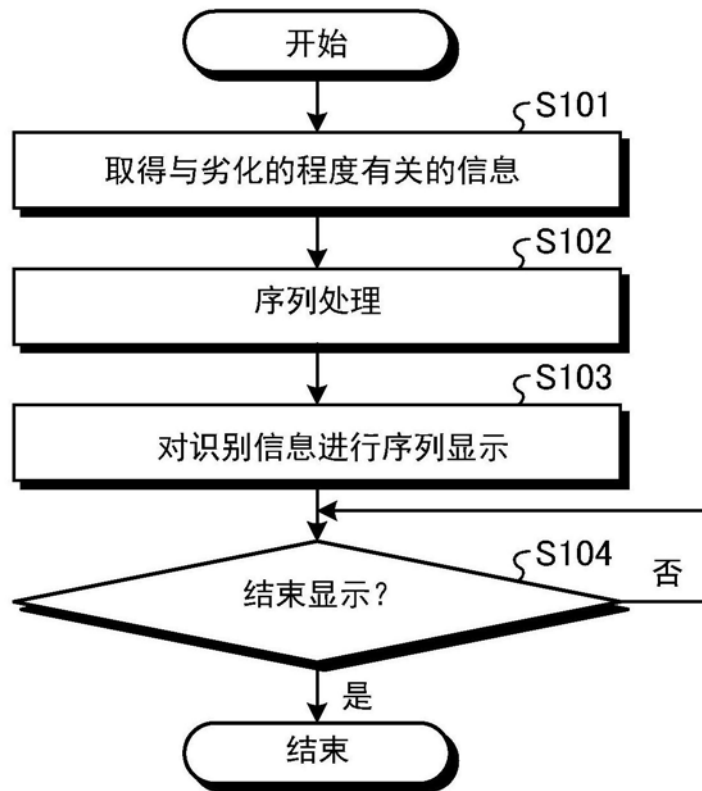 开始
S101
取得与劣化的程度有关的信息
S102
序列处理
S103
对识别信息进行序列显示
S104
结束显示?
否
是
结束